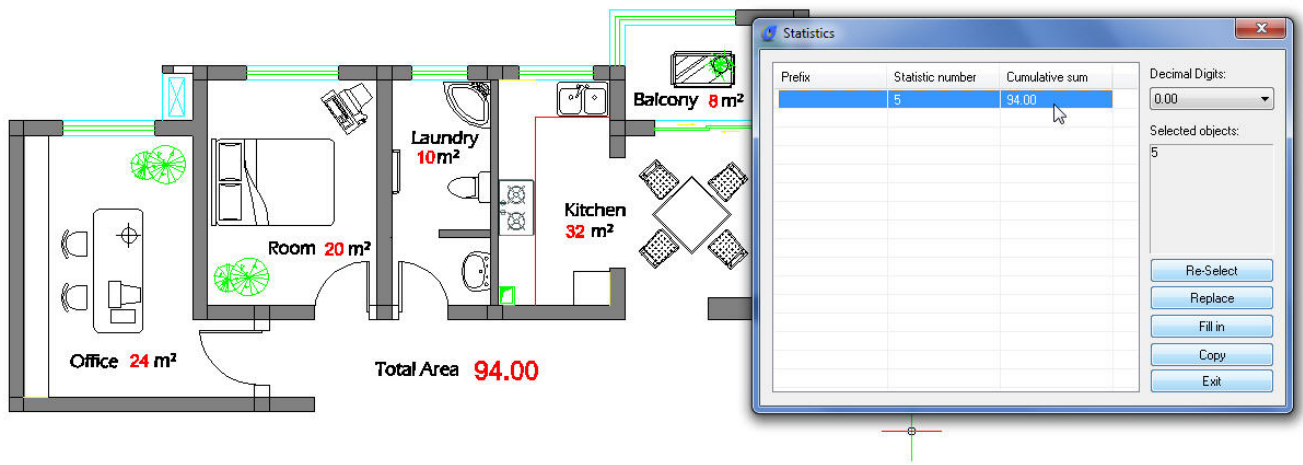 Balcony 8 m²
Laundry
10m²
Kitchen
32 m²
Room 20 m²
Office 24 m²
Total Area 94.00
Statistics
Prefix Statistic number Cumulative sum
5 94.00
Decimal Digits:
0.00
Selected objects:
5
Re-Select
Replace
Fill in
Copy
Exit